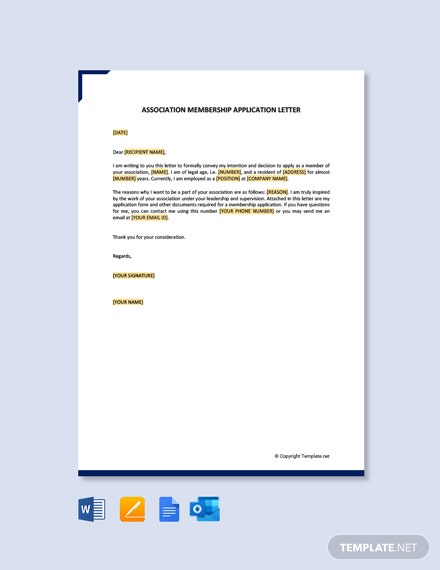 ASSOCIATION MEMBERSHIP APPLICATION LETTER
[DATE]
Dear [RECIPIENT NAME],
I am writing to you this letter to formally convey my intention and decision to apply as a member of
your association, [NAME]. I am of legal age, i.e. [NUMBER], and a resident of [ADDRESS] for almost
[NUMBER] years. Currently, I am employed as a [POSITION] at [COMPANY NAME].
The reasons why I want to be a part of your association are as follows: [REASON]. I am truly inspired
by the work of your association under your leadership and supervision. Attached in this letter are my
application form and other documents required for a membership application. If you have questions
for me, you can contact me using this number [YOUR PHONE NUMBER] or you may send me an
email at [YOUR EMAIL ID].
Thank you for your consideration.
Regards,
[YOUR SIGNATURE]
[YOUR NAME]
© Copyright Template.net
W
TEMPLATE.NET